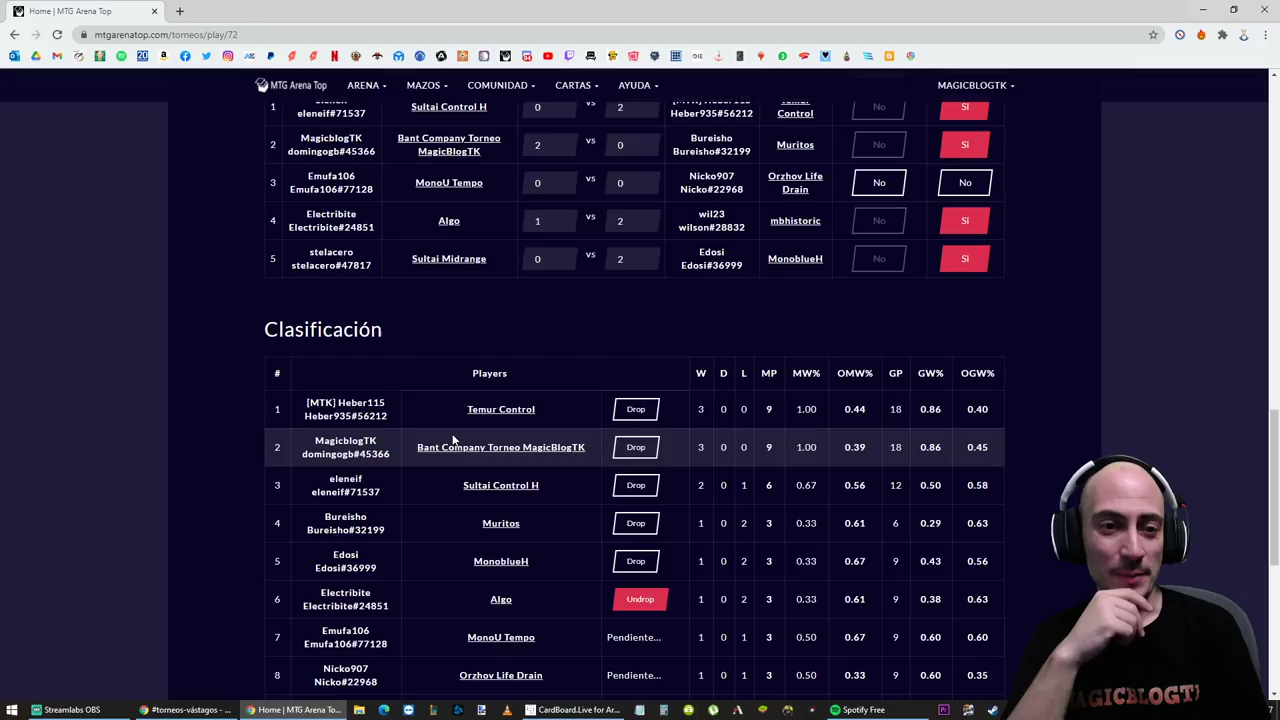 Home | MTG Arena Top
mtgarenatop.com/torneos/play/72
MTG Arena Top
ARENA
MAZOS
COMUNIDAD
CARTAS
AYUDA
MAGICBLOGTK
1
eleneif#71537
Sultai Control H
0
vs
2
[MTK] Heber115
Heber935#56212
Temur
Control
No
Si
2
MagicblogTK
domingogb#45366
Bant Company Torneo
MagicBlogTK
2
vs
0
Bureisho
Bureisho#32199
Muritos
No
Si
3
Emufa106
Emufa106#77128
MonoU Tempo
0
vs
0
Nicko907
Nicko#22968
Orzhov Life
Drain
No
No
4
Electribite
Electribite#24851
Algo
1
vs
2
wil23
wilson#28832
mbhistoric
No
Si
5
stelacero
stelacero#47817
Sultai Midrange
0
vs
2
Edosi
Edosi#36999
MonoblueH
No
Si
Clasificación
# Players W D L MP MW% OMW% GP GW% OGW%
1
[MTK] Heber115
Heber935#56212
Temur Control
Drop
3 0 0 9 1.00 0.44 18 0.86 0.40
2
MagicblogTK
domingogb#45366
Bant Company Torneo MagicBlogTK
Drop
3 0 0 9 1.00 0.39 18 0.86 0.45
3
eleneif
eleneif#71537
Sultai Control H
Drop
2 0 1 6 0.67 0.56 12 0.50 0.58
4
Bureisho
Bureisho#32199
Muritos
Drop
1 0 2 3 0.33 0.61 6 0.29 0.63
5
Edosi
Edosi#36999
MonoblueH
Drop
1 0 2 3 0.33 0.67 9 0.43 0.56
6
Electribite
Electribite#24851
Algo
Undrop
1 0 2 3 0.33 0.61 9 0.38 0.63
7
Emufa106
Emufa106#77128
MonoU Tempo
Pendiente...
1 0 1 3 0.50 0.67 9 0.60 0.60
8
Nicko907
Nicko#22968
Orzhov Life Drain
Pendiente...
1 0 1 3 0.50 0.33 9 0.60 0.35
MAGICBLOGT
Streamlabs OBS
#torneos-vástagos - ...
Home | MTG Arena To...
CardBoard.Live for Ar...
Spotify Free